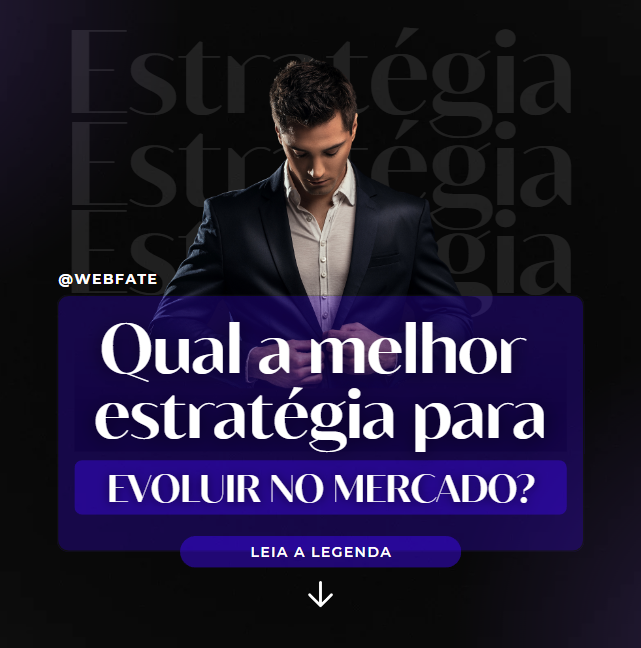 Estratégia
Estratégia
Estratégia
@WEBFATE
Qual a melhor
estratégia para
EVOLUIR NO MERCADO?
LEIA A LEGENDA